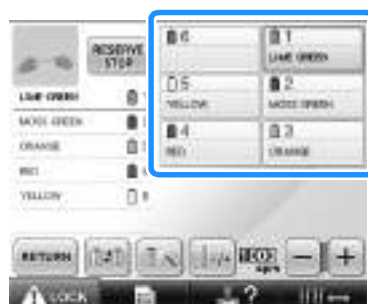 RESERVE
STOP
6
1
LIME GREEN
5
YELLOW
2
MOSS GREEN
4
RED
3
ORANGE
LIME GREEN
MOSS GREEN
ORANGE
RED
YELLOW
RETURN
LOCK
?